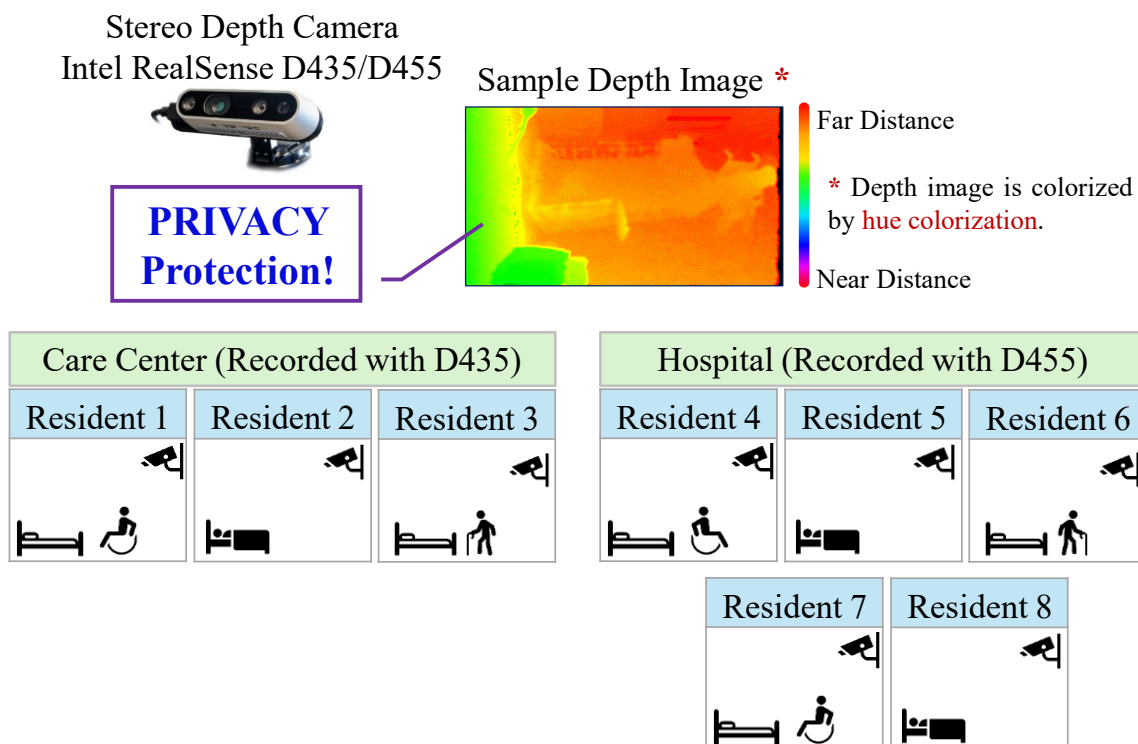 Stereo Depth Camera
Intel RealSense D435/D455
Sample Depth Image *
Far Distance
* Depth image is colorized
by hue colorization.
Near Distance
PRIVACY
Protection!
Care Center (Recorded with D435)
Hospital (Recorded with D455)
Resident 1
Resident 2
Resident 3
Resident 4
Resident 5
Resident 6
Resident 7
Resident 8